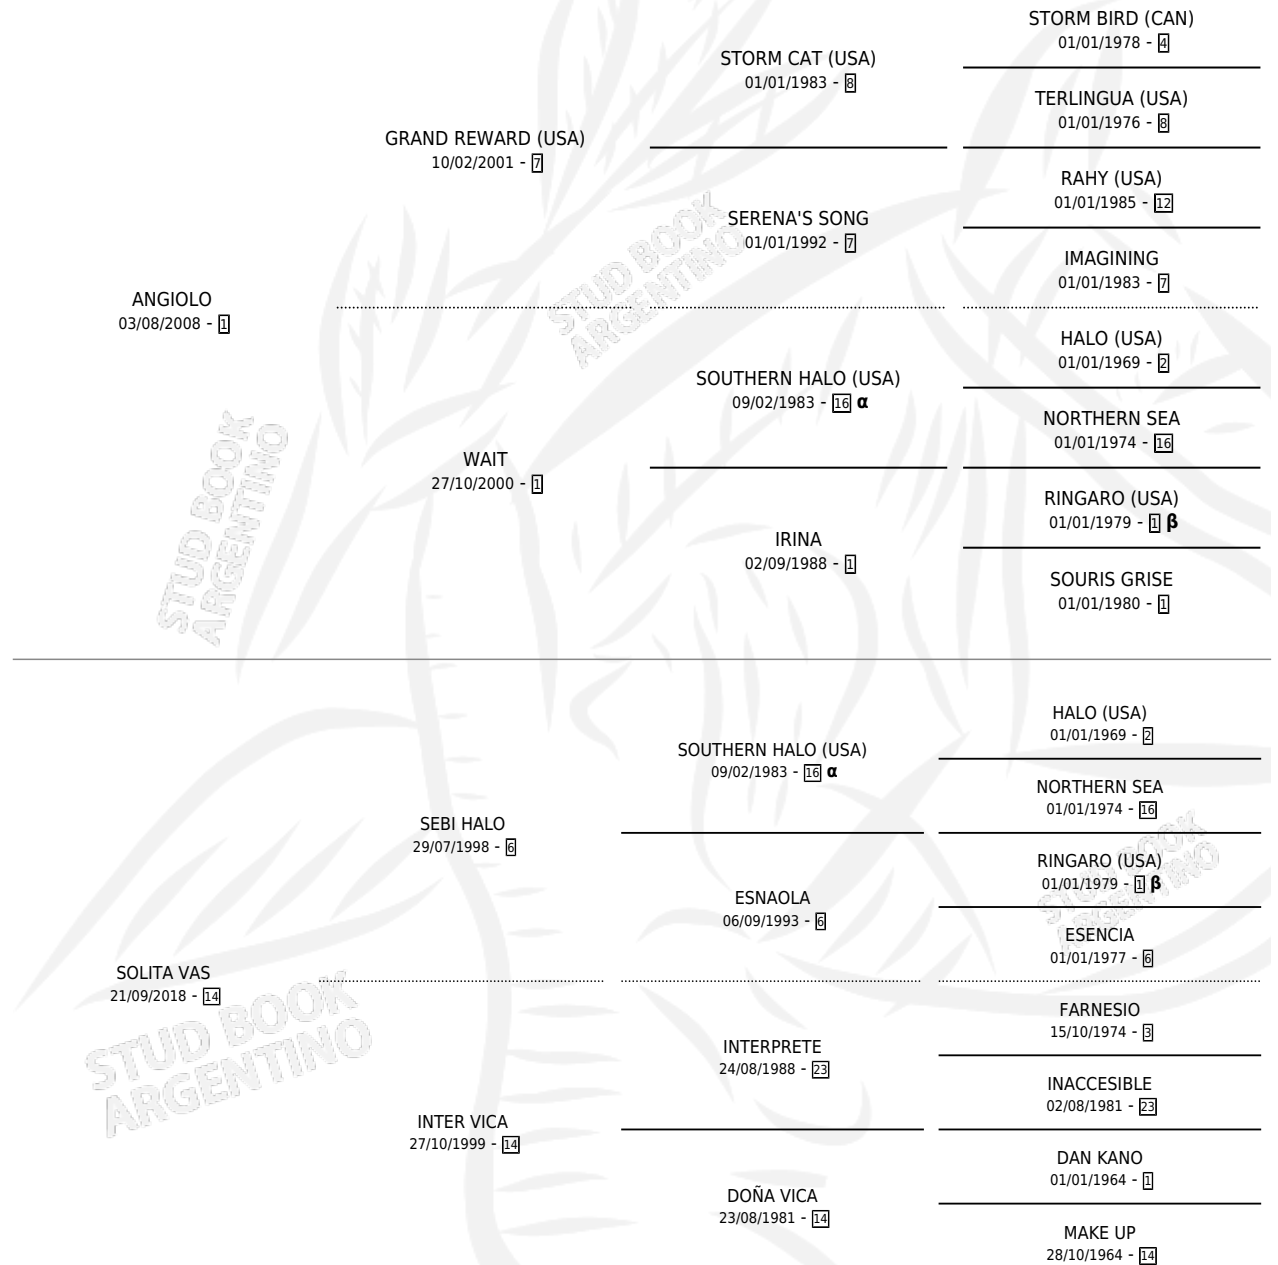 STORM BIRD (CAN)
01/01/1978 - 4
STORM CAT (USA)
01/01/1983 - 8
TERLINGUA (USA)
01/01/1976 - 8
GRAND REWARD (USA)
10/02/2001 - 7
RAHY (USA)
01/01/1985 - 12
SERENA'S SONG
01/01/1992 - 7
IMAGINING
01/01/1983 - 7
STUD BOOK
ARGENTINO
ANGIOLO
03/08/2008 - 1
HALO (USA)
01/01/1969 - 2
SOUTHERN HALO (USA)
09/02/1983 - 16 α
NORTHERN SEA
01/01/1974 - 16
WAIT
27/10/2000 - 1
RINGARO (USA)
01/01/1979 - 1 β
IRINA
02/09/1988 - 1
SOURIS GRISE
01/01/1980 - 1
STUD BOOK
ARGENTINO
HALO (USA)
01/01/1969 - 2
SOUTHERN HALO (USA)
09/02/1983 - 16 α
NORTHERN SEA
01/01/1974 - 16
SEBI HALO
29/07/1998 - 6
RINGARO (USA)
01/01/1979 - 1 β
ESNAOLA
06/09/1993 - 6
ESENCIA
01/01/1977 - 6
STUD BOOK
ARGENTINO
SOLITA VAS
21/09/2018 - 14
FARNESIO
15/10/1974 - 3
INTERPRETE
24/08/1988 - 23
INACCESIBLE
02/08/1981 - 23
INTER VICA
27/10/1999 - 14
DAN KANO
01/01/1964 - 1
DOÑA VICA
23/08/1981 - 14
MAKE UP
28/10/1964 - 14
STUD BOOK
ARGENTINO